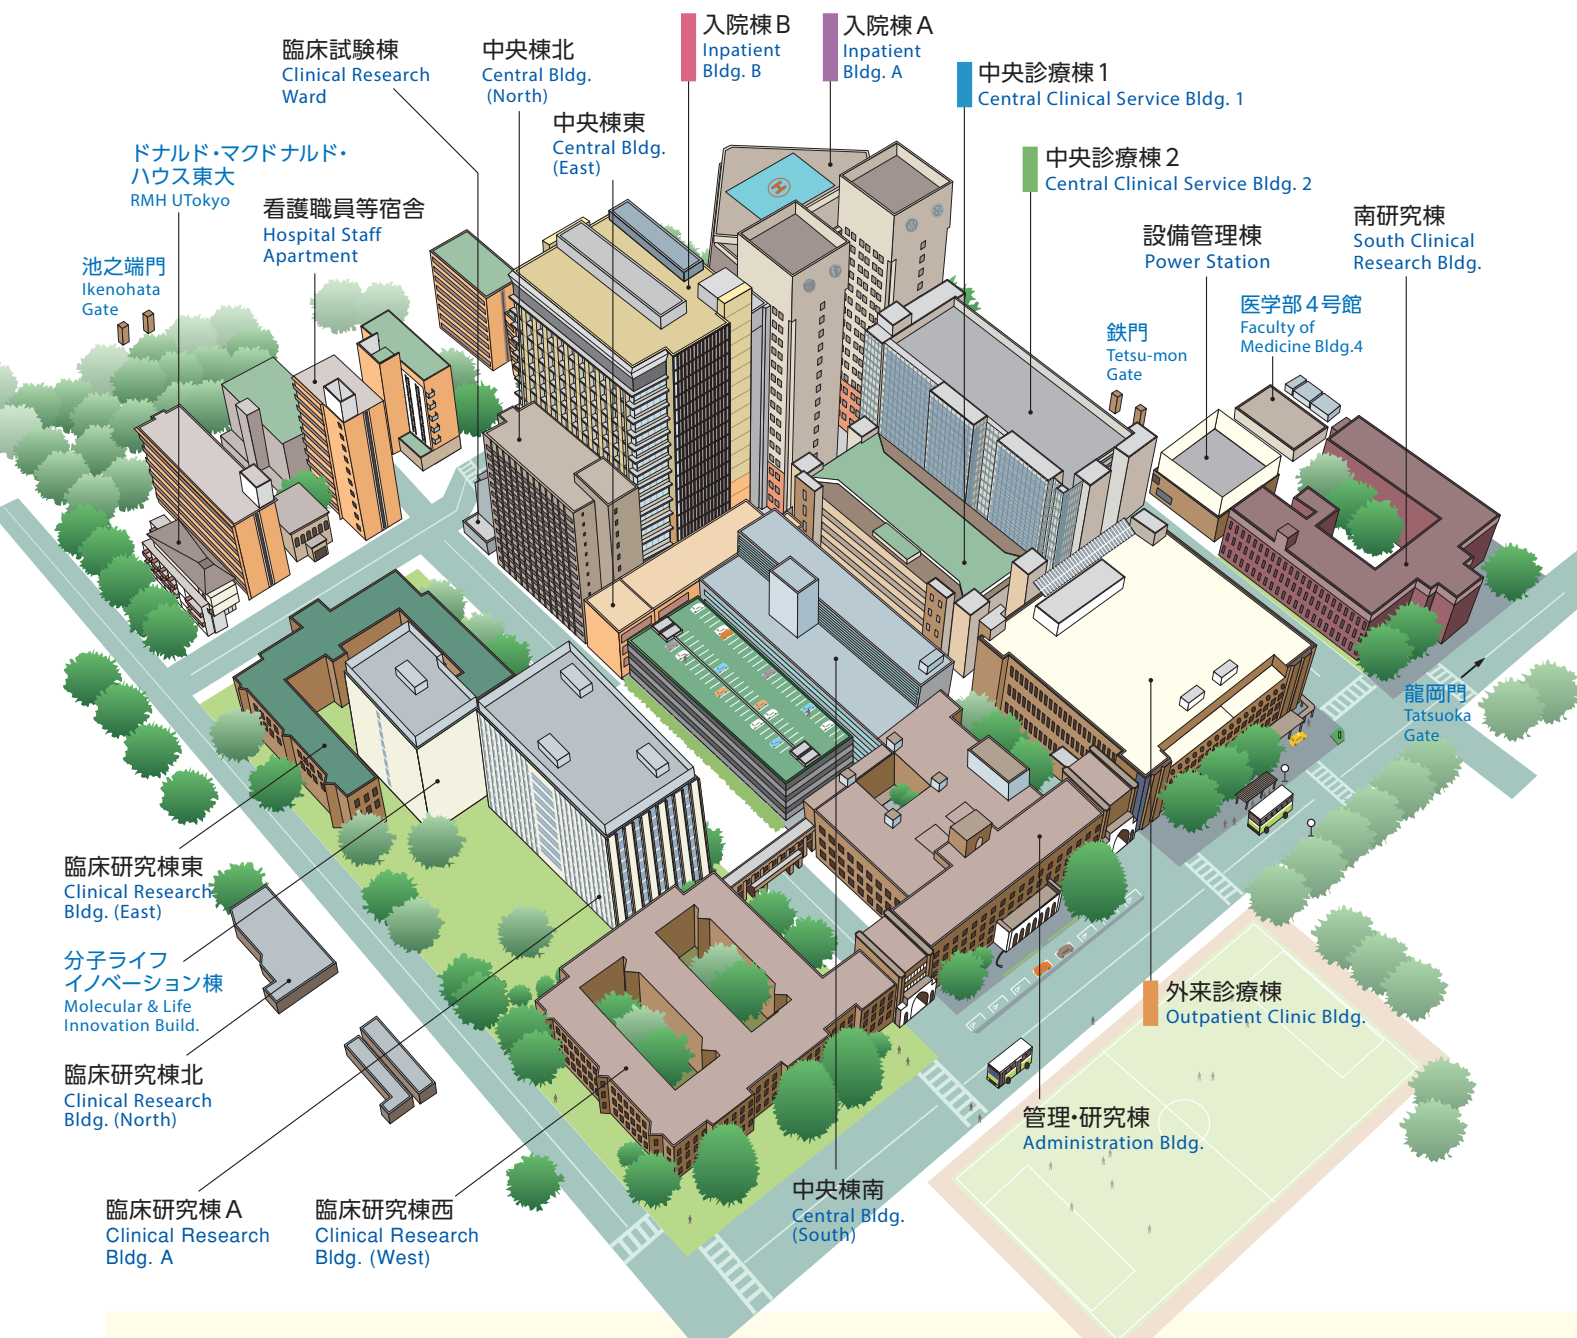 入院棟B
Inpatient
Bldg. B
入院棟A
Inpatient
Bldg. A
臨床試験棟
Clinical Research
Ward
中央棟北
Central Bldg.
(North)
中央診療棟1
Central Clinical Service Bldg. 1
中央棟東
Central Bldg.
(East)
ドナルド・マクドナルド・
ハウス東大
RMH UTokyo
中央診療棟2
Central Clinical Service Bldg. 2
看護職員等宿舎
Hospital Staff
Apartment
設備管理棟
Power Station
南研究棟
South Clinical
Research Bldg.
池之端門
Ikenohata
Gate
医学部4号館
Faculty of
Medicine Bldg.4
鉄門
Tetsu-mon
Gate
H
龍岡門
Tatsuoka
Gate
臨床研究棟東
Clinical Research
Bldg. (East)
分子ライフ
イノベーション棟
Molecular & Life
Innovation Build.
外来診療棟
Outpatient Clinic Bldg.
臨床研究棟北
Clinical Research
Bldg. (North)
管理・研究棟
Administration Bldg.
臨床研究棟A
Clinical Research
Bldg. A
臨床研究棟西
Clinical Research
Bldg. (West)
中央棟南
Central Bldg.
(South)